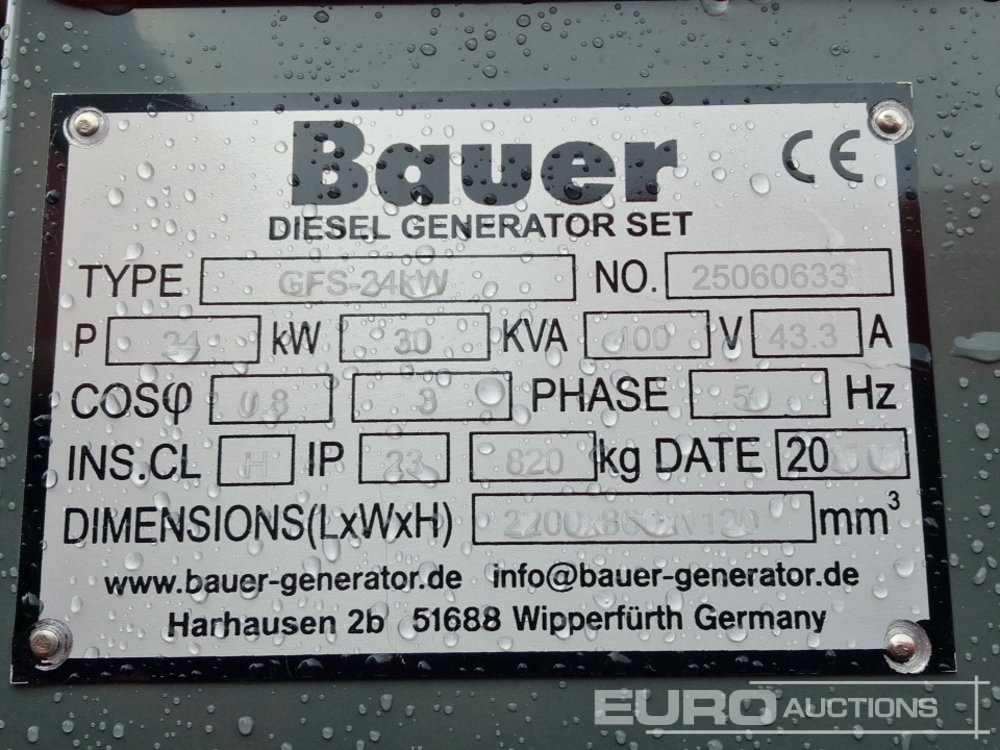 Bauer CE
DIESEL GENERATOR SET
TYPE GFS-24kW NO. 25060633
P 24 kW 30 KVA 400 V 43.3 A
COSφ 0.8 3 PHASE 50 Hz
INS.CL H IP 23 820 kg DATE 20
DIMENSIONS(LxWxH) mm³
www.bauer-generator.de info@bauer-generator.de
Harhausen 2b 51688 Wipperfürth Germany
EURO AUCTIONS